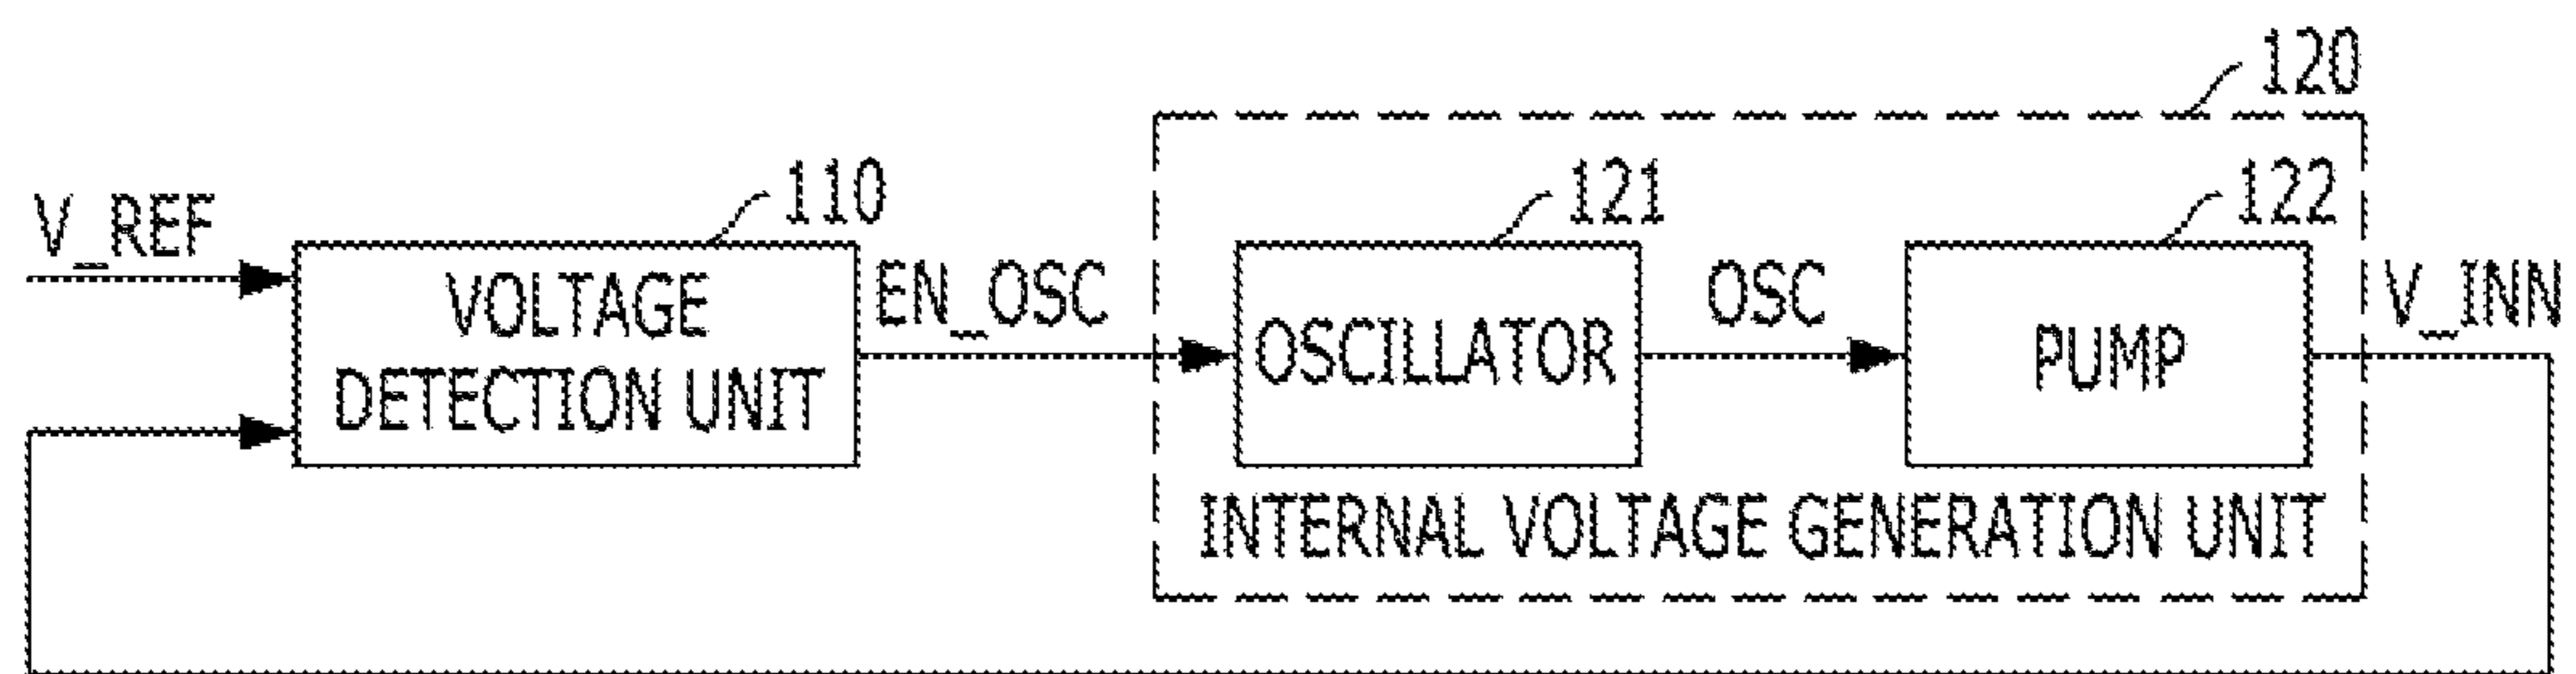 120
110
121
122
V_REF
VOLTAGE
DETECTION UNIT
EN_OSC
OSCILLATOR
OSC
PUMP
V_INN
INTERNAL VOLTAGE GENERATION UNIT